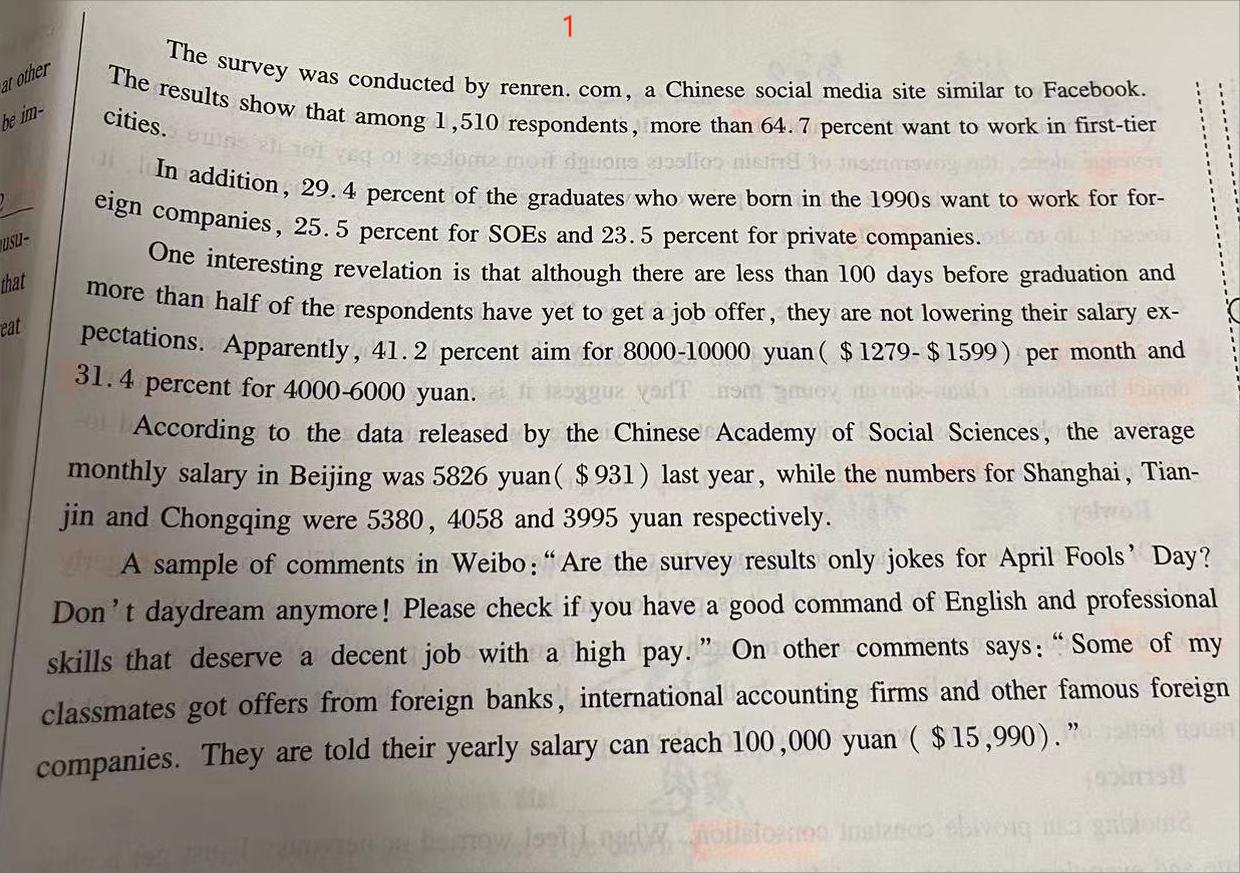 1
The survey was conducted by renren. com, a Chinese social media site similar to Facebook.
The results show that among 1,510 respondents, more than 64. 7 percent want to work in first-tier
cities.
In addition, 29. 4 percent of the graduates who were born in the 1990s want to work for for-
eign companies, 25. 5 percent for SOEs and 23. 5 percent for private companies.
One interesting revelation is that although there are less than 100 days before graduation and
more than half of the respondents have yet to get a job offer, they are not lowering their salary ex-
pectations. Apparently, 41. 2 percent aim for 8000-10000 yuan( $1279- $1599) per month and
31. 4 percent for 4000-6000 yuan.
According to the data released by the Chinese Academy of Social Sciences, the average
monthly salary in Beijing was 5826 yuan( $931) last year, while the numbers for Shanghai, Tian-
jin and Chongqing were 5380, 4058 and 3995 yuan respectively.
A sample of comments in Weibo: “Are the survey results only jokes for April Fools’ Day?
Don’t daydream anymore! Please check if you have a good command of English and professional
skills that deserve a decent job with a high pay.” On other comments says: “Some of my
classmates got offers from foreign banks, international accounting firms and other famous foreign
companies. They are told their yearly salary can reach 100,000 yuan ( $15,990).”
at other
be im-
usu-
that
eat